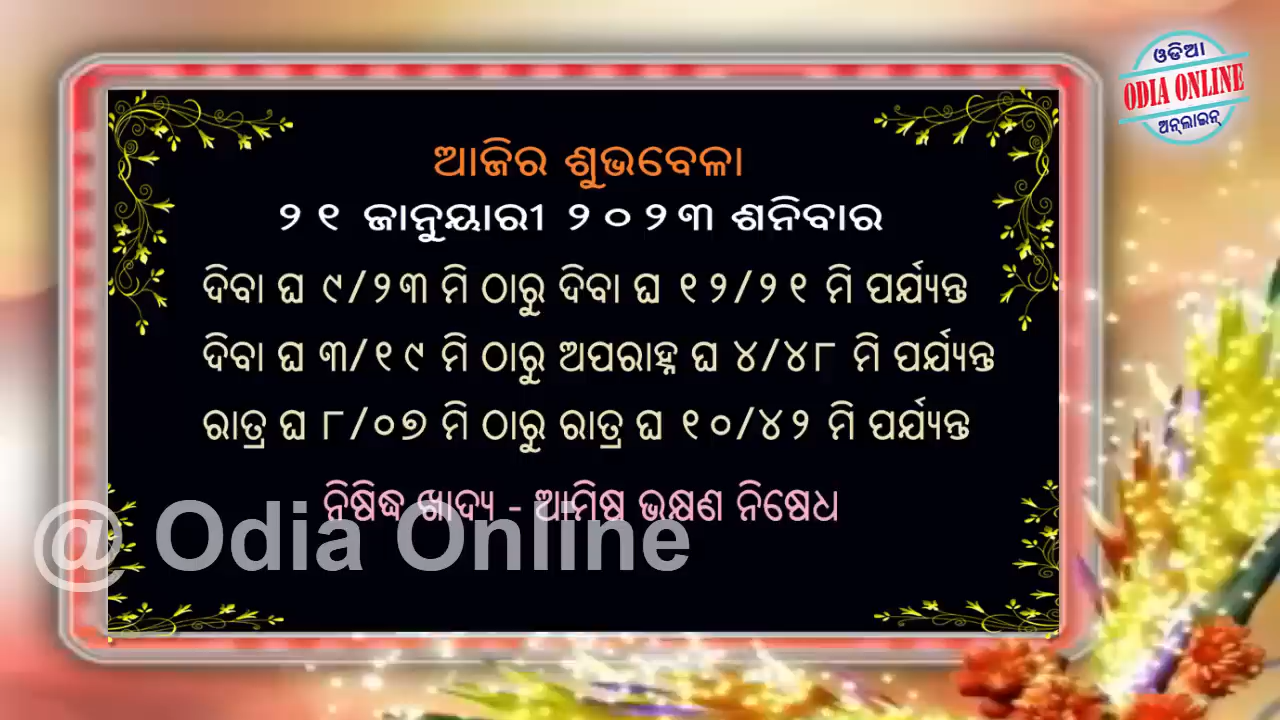 ଓଡିଆ
ODIA ONLINE
ଅନ୍‌ଲାଇନ୍
ଆଜିର ଶୁଭବେଳା
୨୧ ଜାନୁୟାରୀ ୨୦୨୩ ଶନିବାର
ଦିବା ଘ ୯/୨୩ ମି ଠାରୁ ଦିବା ଘ ୧୨/୨୧ ମି ପର୍ଯ୍ୟନ୍ତ
ଦିବା ଘ ୩/୧୯ ମି ଠାରୁ ଅପରାହ୍ନ ଘ ୪/୪୮ ମି ପର୍ଯ୍ୟନ୍ତ
ରାତ୍ର ଘ ୮/୦୭ ମି ଠାରୁ ରାତ୍ର ଘ ୧୦/୪୨ ମି ପର୍ଯ୍ୟନ୍ତ
ନିଷିଦ୍ଧ ଖାଦ୍ୟ - ଆମିଷ ଭକ୍ଷଣ ନିଷେଧ
@ Odia Online